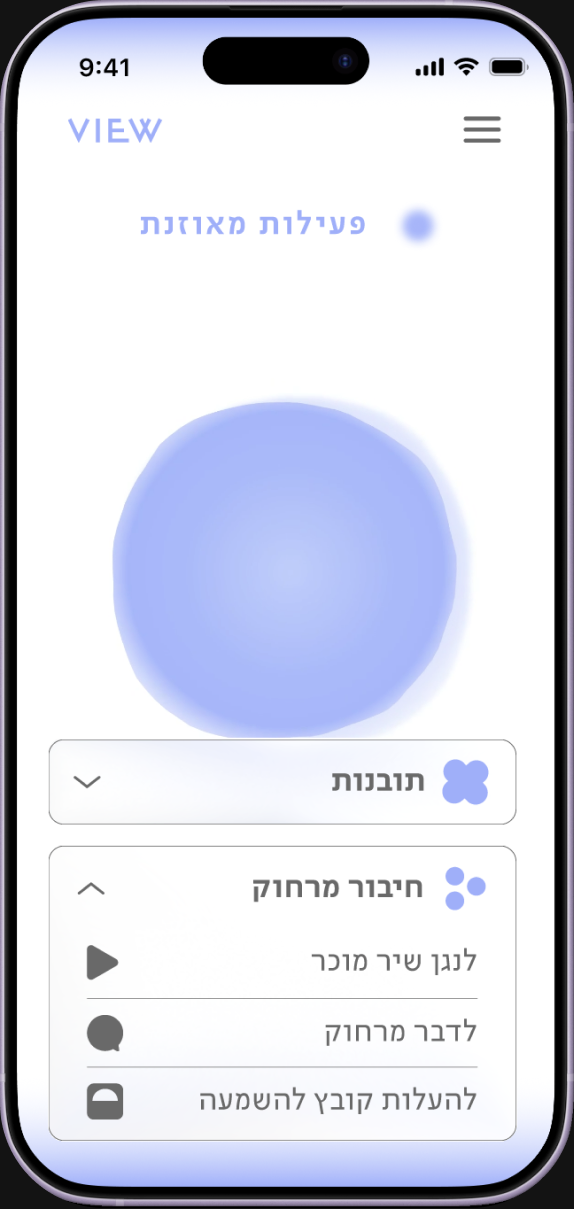 9:41
VIEW
פעילות מאוזנת
תובנות
חיבור מרחוק
לנגן שיר מוכר
לדבר מרחוק
להעלות קובץ להשמעה